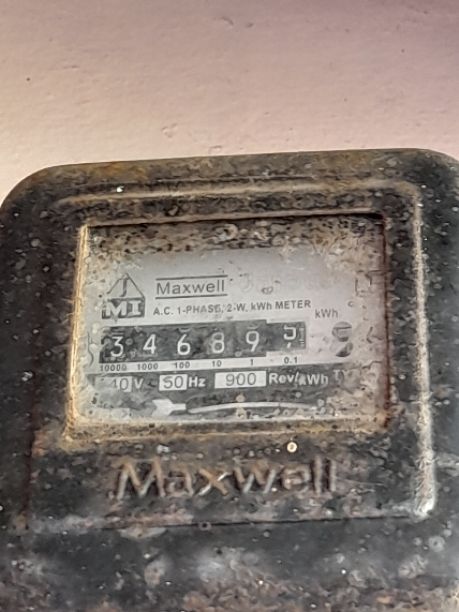 MI Maxwell
A.C. 1-PHASE, 2-W, kWh METER
kWh
3 4 6 8 9
10000 1000 100 10 1 0.1
50 Hz 900 Rev/kWh
Maxwell